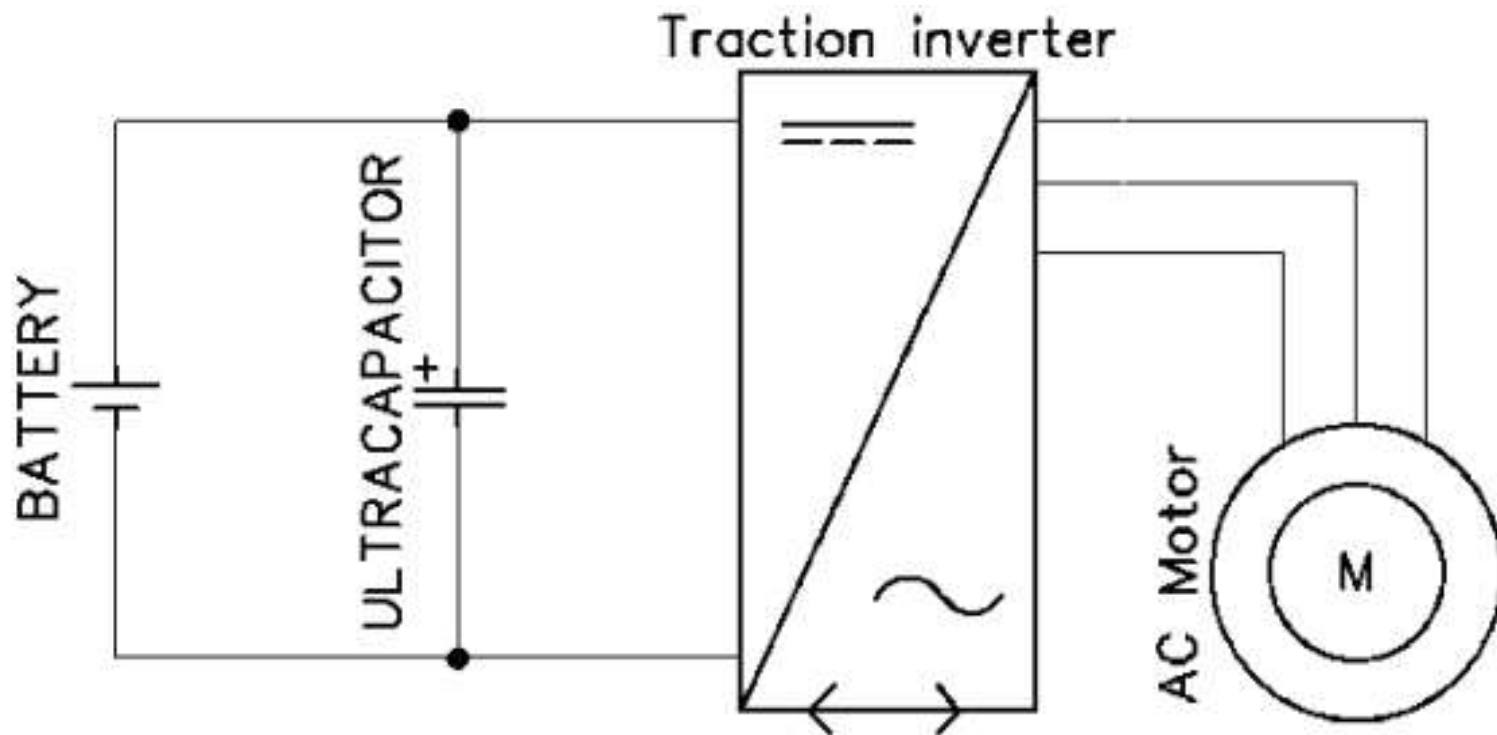 Traction inverter
BATTERY
ULTRACAPACITOR
+
AC Motor
M